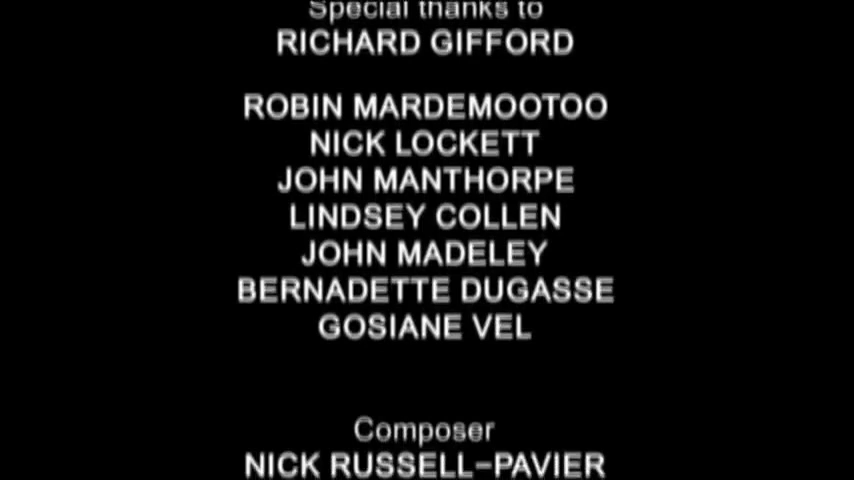 Special thanks to
RICHARD GIFFORD
ROBIN MARDEMOOTOO
NICK LOCKETT
JOHN MANTHORPE
LINDSEY COLLEN
JOHN MADELEY
BERNADETTE DUGASSE
GOSIANE VEL
Composer
NICK RUSSELL-PAVIER